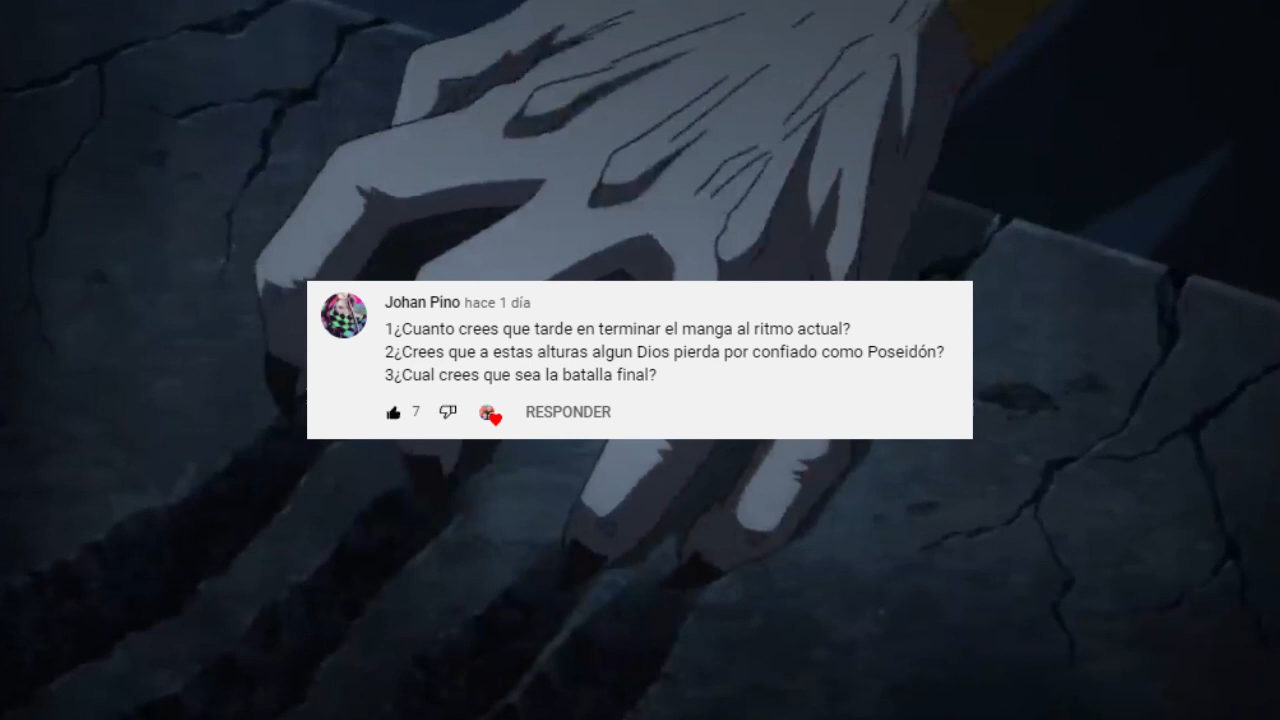 Johan Pino hace 1 día
1¿Cuanto crees que tarde en terminar el manga al ritmo actual?
2¿Crees que a estas alturas algun Dios pierda por confiado como Poseidón?
3¿Cual crees que sea la batalla final?
7 RESPONDER